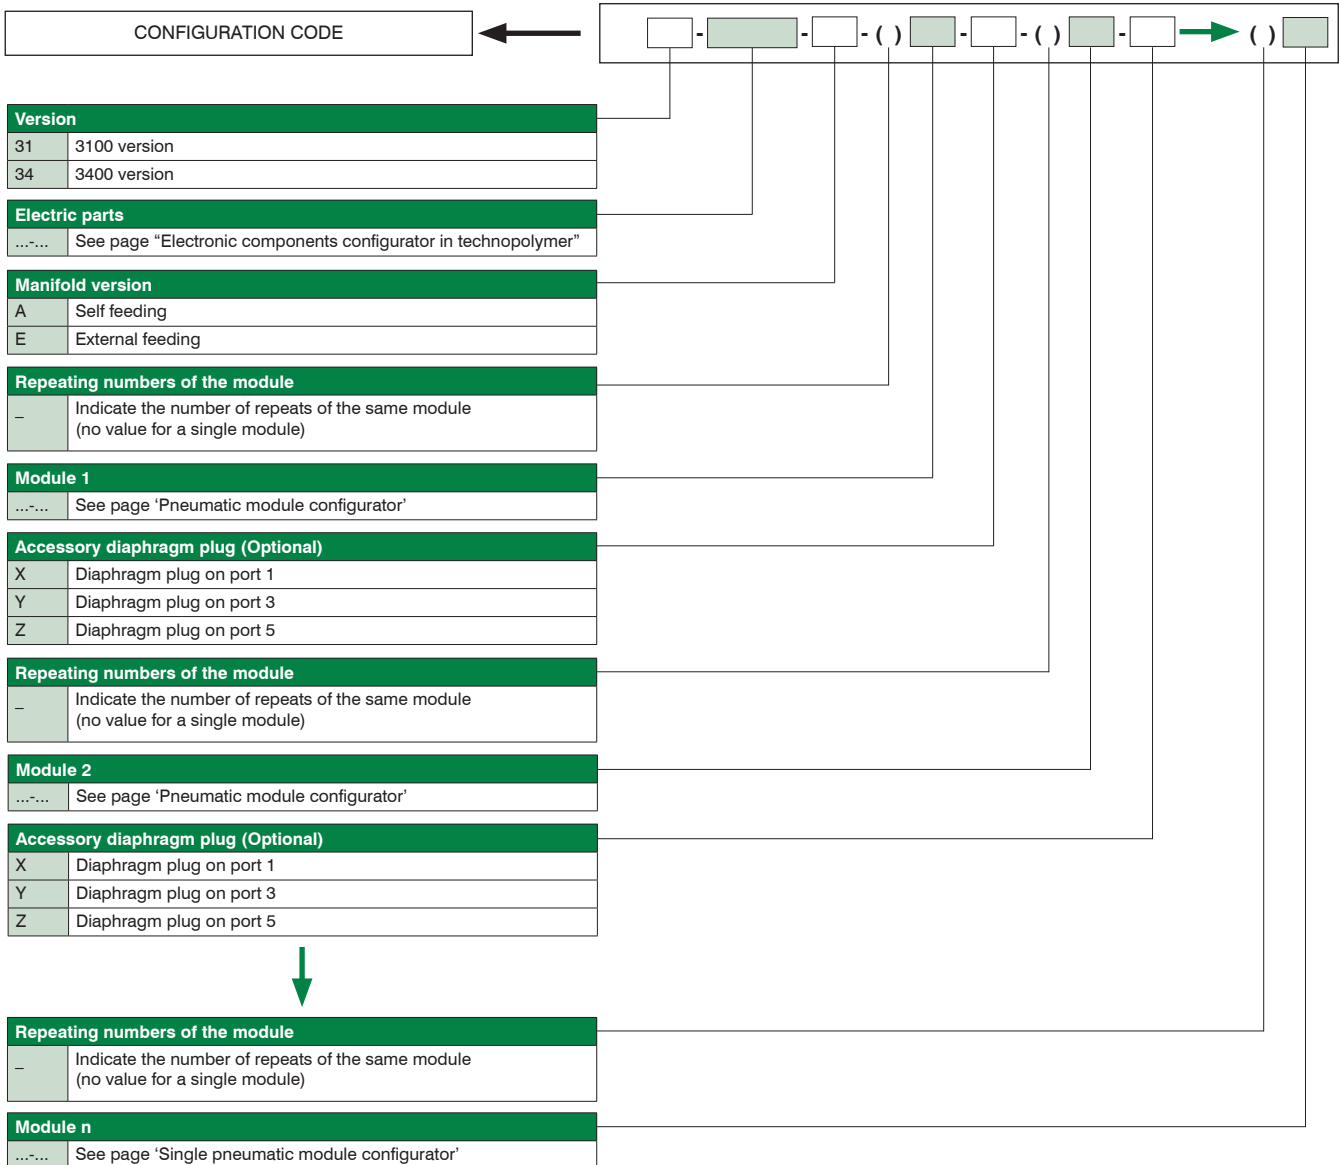 CONFIGURATION CODE
- - - ( ) - - ( ) - ( )
Version
31 3100 version
34 3400 version
Electric parts
...-... See page “Electronic components configurator in technopolymer”
Manifold version
A Self feeding
E External feeding
Repeating numbers of the module
_ Indicate the number of repeats of the same module
(no value for a single module)
Module 1
...-... See page ‘Pneumatic module configurator’
Accessory diaphragm plug (Optional)
X Diaphragm plug on port 1
Y Diaphragm plug on port 3
Z Diaphragm plug on port 5
Repeating numbers of the module
_ Indicate the number of repeats of the same module
(no value for a single module)
Module 2
...-... See page ‘Pneumatic module configurator’
Accessory diaphragm plug (Optional)
X Diaphragm plug on port 1
Y Diaphragm plug on port 3
Z Diaphragm plug on port 5
Repeating numbers of the module
_ Indicate the number of repeats of the same module
(no value for a single module)
Module n
...-... See page ‘Single pneumatic module configurator’